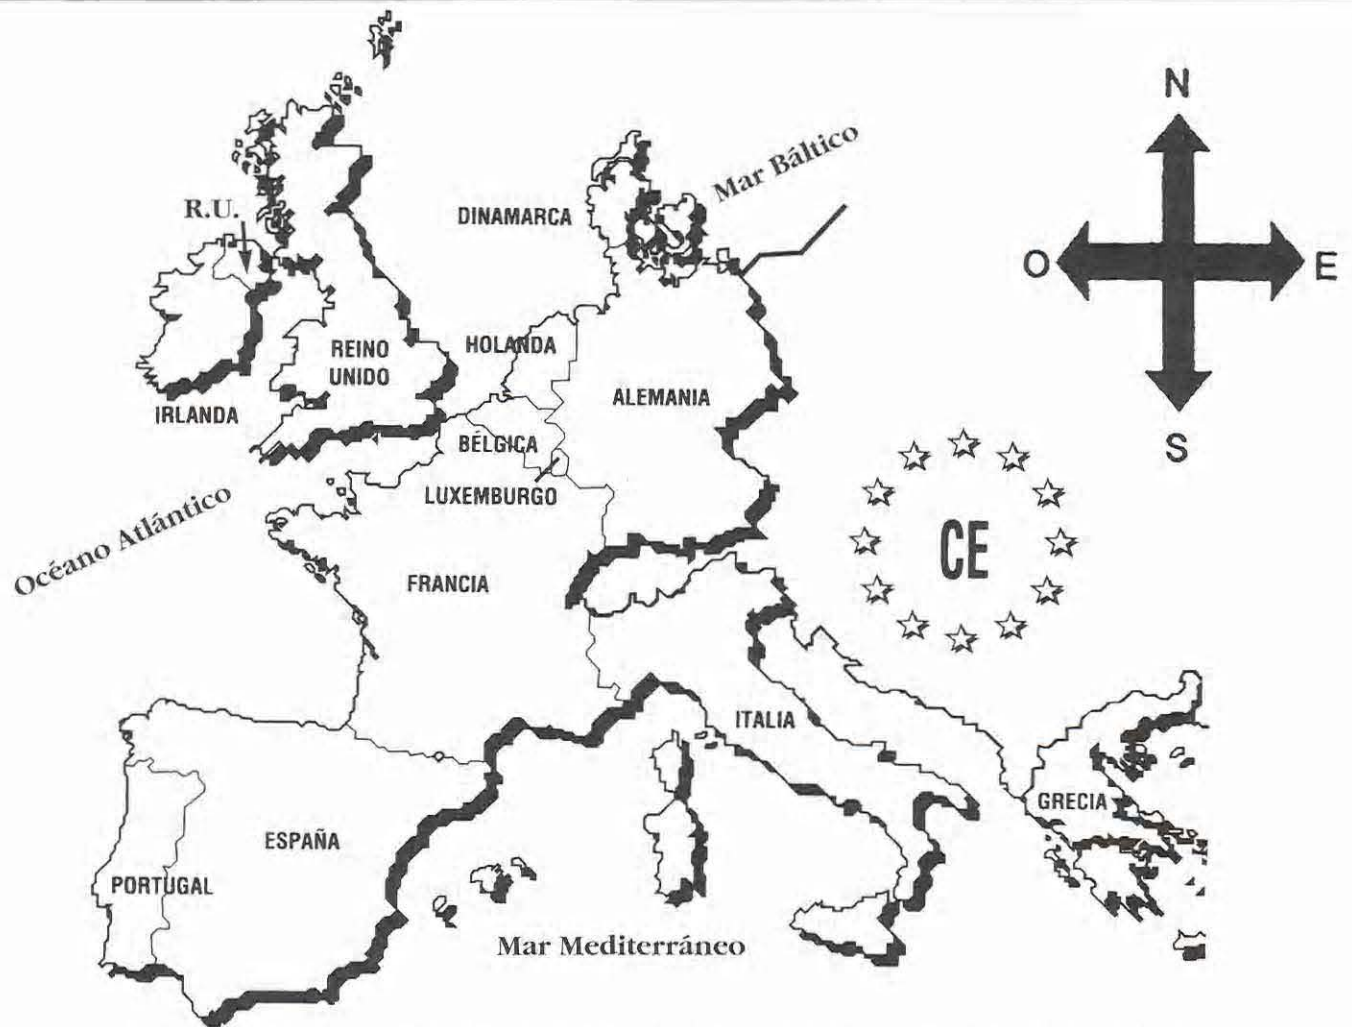 N
Mar Báltico
R.U.
DINAMARCA
O
E
HOLANDA
REINO
UNIDO
ALEMANIA
IRLANDA
BÉLGICA
S
LUXEMBURGO
Océano Atlántico
CE
FRANCIA
ITALIA
GRECIA
ESPAÑA
PORTUGAL
Mar Mediterráneo